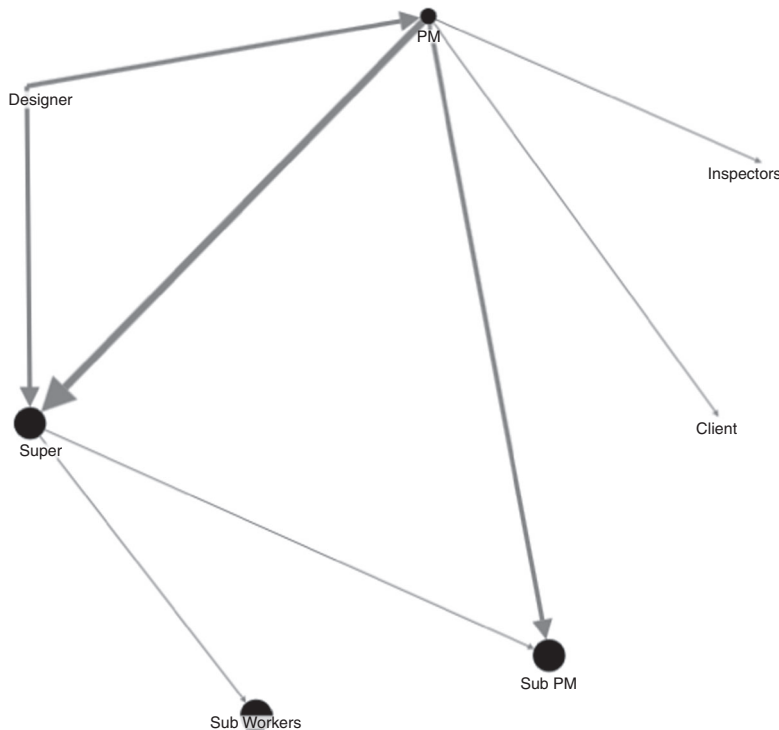 PM
Designer
Inspectors
Client
Super
Sub PM
Sub Workers